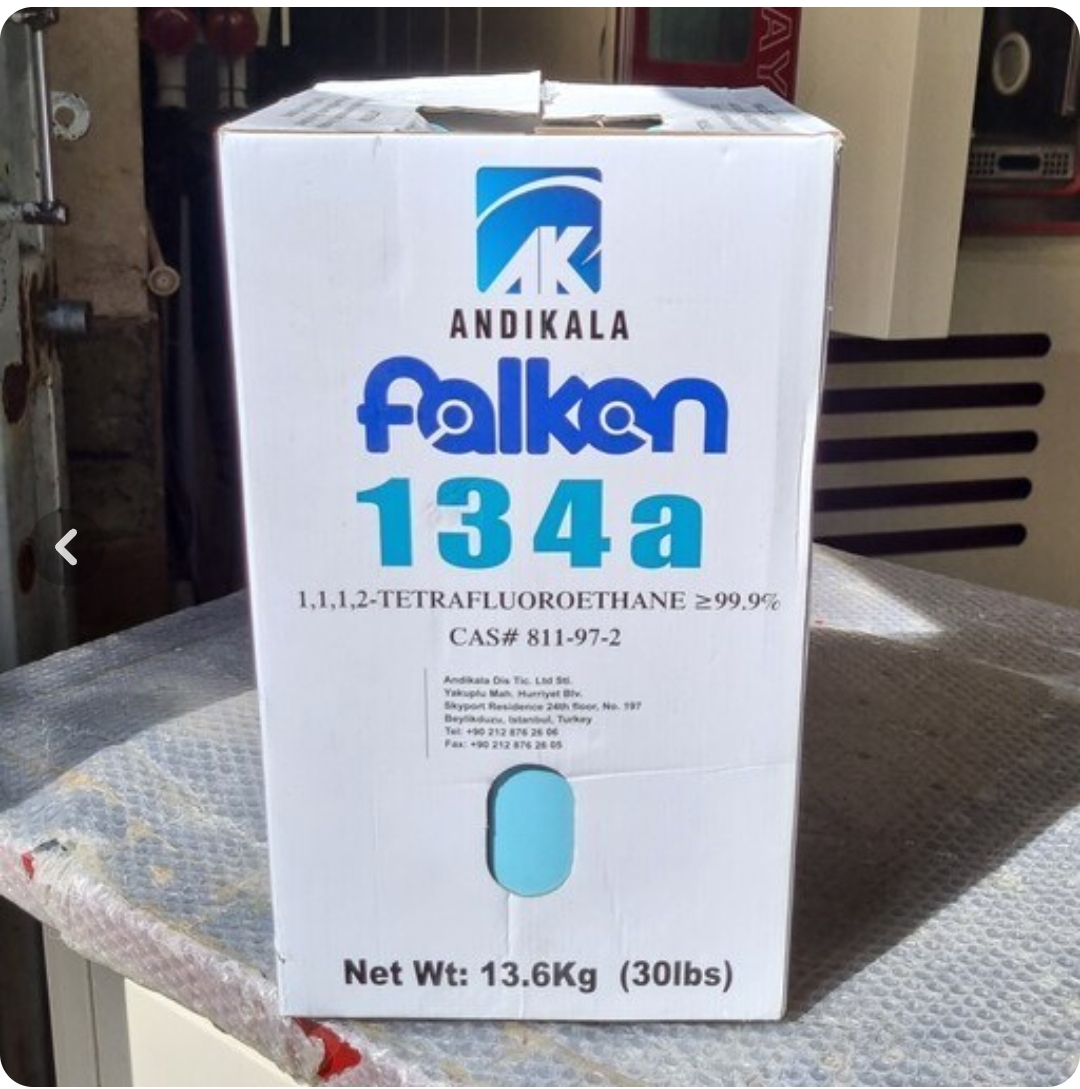 AK
ANDIKALA
falken
134a
1,1,1,2-TETRAFLUOROETHANE ≥99.9%
CAS# 811-97-2
Andikala Dis Tic. Ltd Sti.
Yakuplu Mah. Hurriyet Blv.
Skyport Residence 24th floor, No. 197
Beylikduzu, Istanbul, Turkey
Tel: +90 212 876 26 06
Fax: +90 212 876 26 05
Net Wt: 13.6Kg (30lbs)